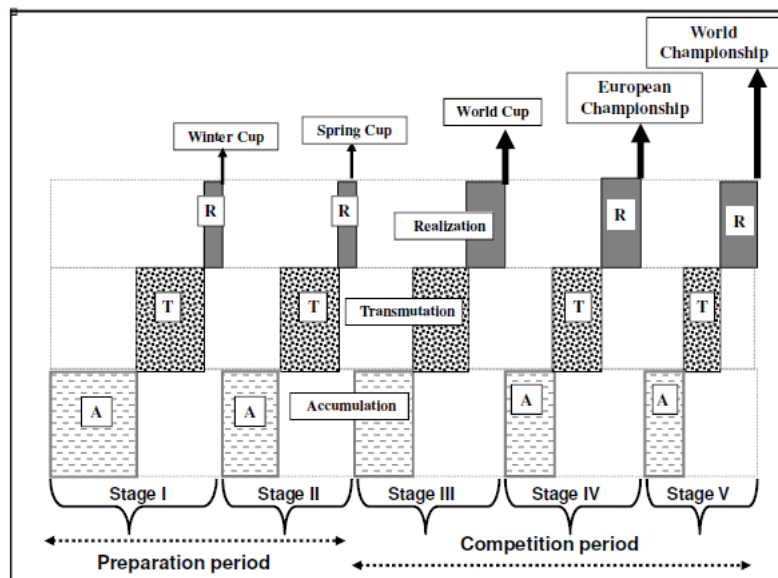 World
Championship
European
Championship
World Cup
Spring Cup
Winter Cup
R
R
Realization
R
R
T
T
Transmutation
T
T
A
A
Accumulation
A
A
Stage I
Stage II
Stage III
Stage IV
Stage V
Preparation period
Competition period